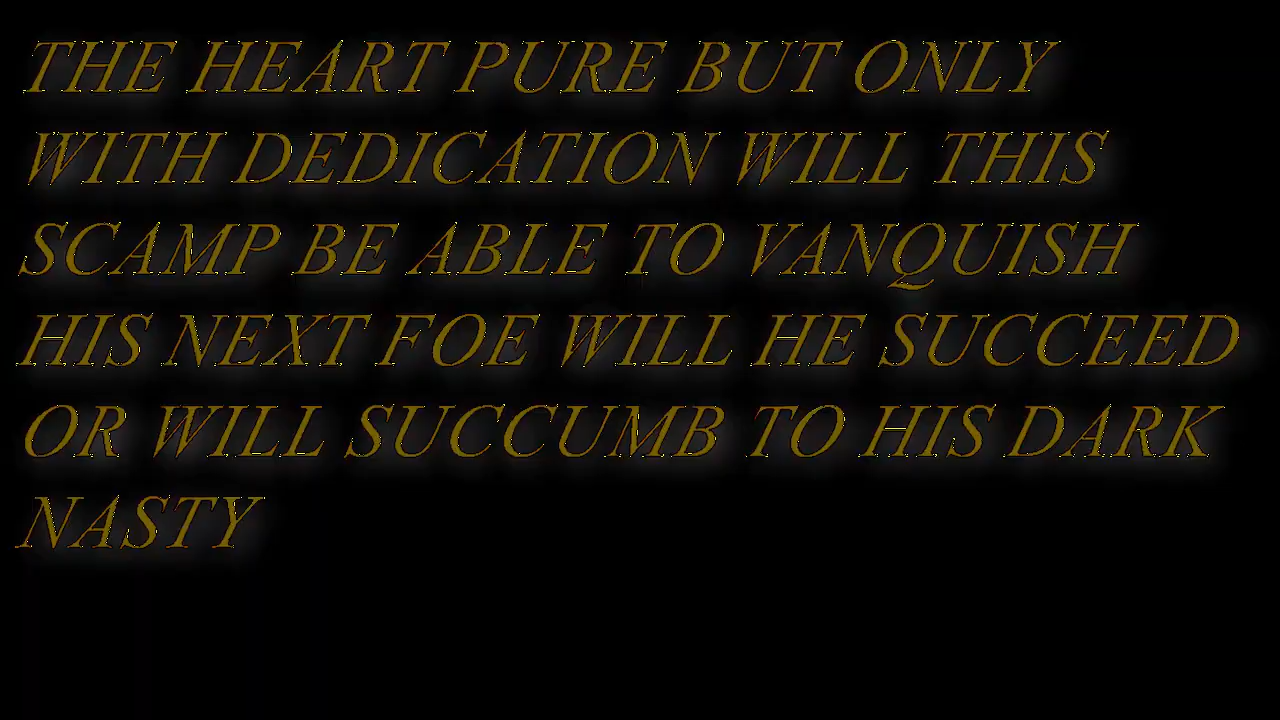 THE HEART PURE BUT ONLY
WITH DEDICATION WILL THIS
SCAMP BE ABLE TO VANQUISH
HIS NEXT FOE WILL HE SUCCEED
OR WILL SUCCUMB TO HIS DARK
NASTY